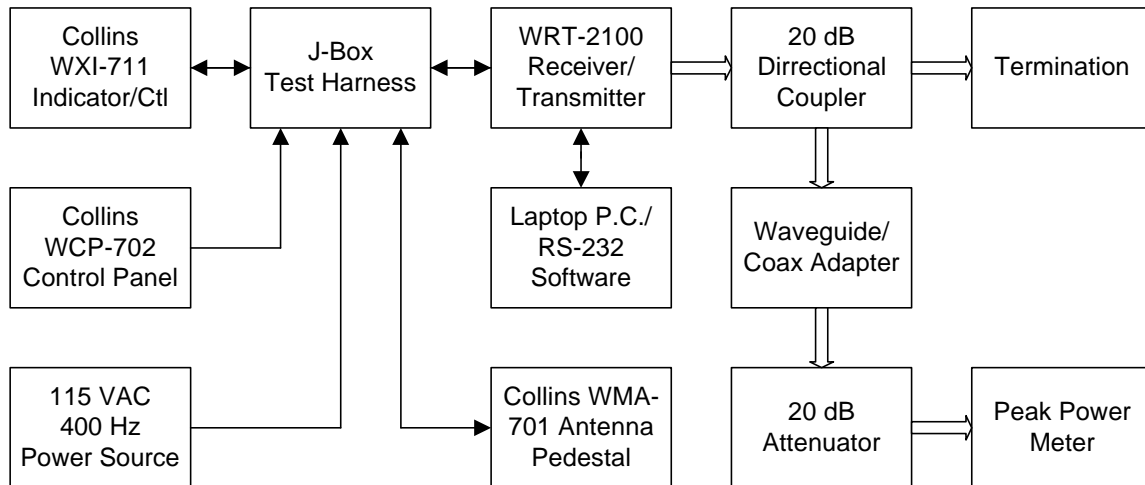 Collins
WXI-711
Indicator/Ctl
J-Box
Test Harness
WRT-2100
Receiver/
Transmitter
20 dB
Dirrectional
Coupler
Termination
Collins
WCP-702
Control Panel
Laptop P.C./
RS-232
Software
Waveguide/
Coax Adapter
115 VAC
400 Hz
Power Source
Collins WMA-
701 Antenna
Pedestal
20 dB
Attenuator
Peak Power
Meter